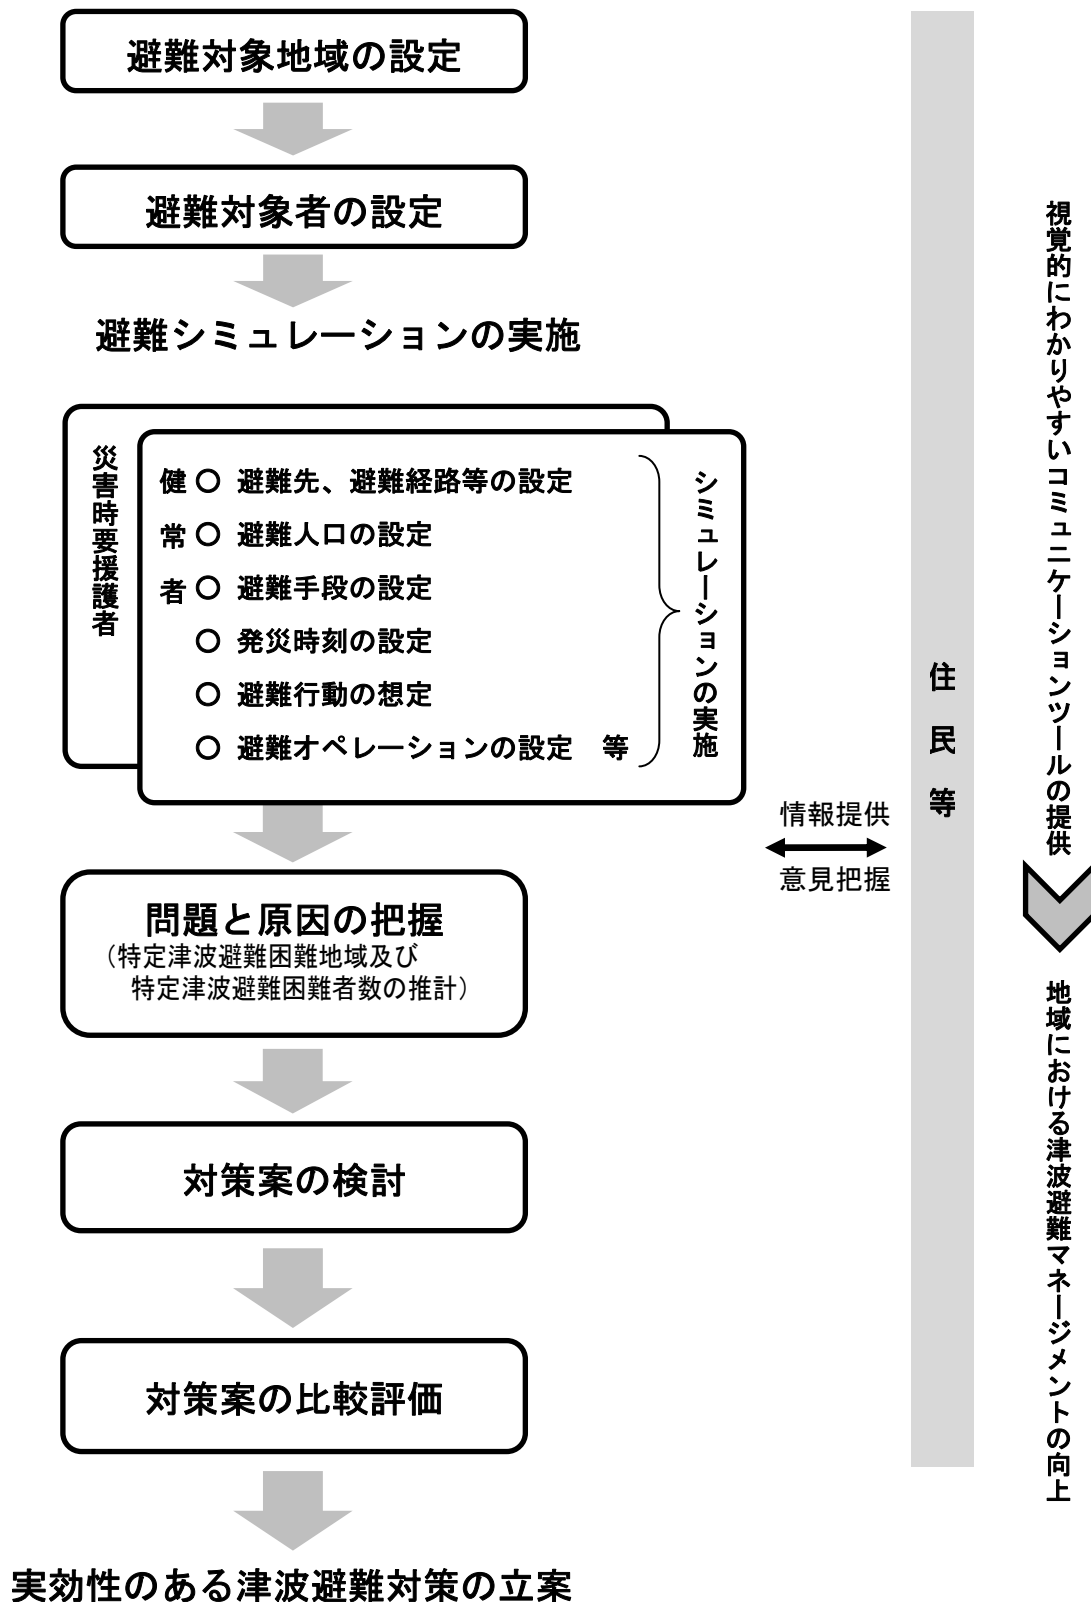 避難対象地域の設定
避難対象者の設定
避難シミュレーションの実施
災害時要援護者
健常者
○ 避難先、避難経路等の設定
○ 避難人口の設定
○ 避難手段の設定
○ 発災時刻の設定
○ 避難行動の想定
○ 避難オペレーションの設定　等
シミュレーションの実施
問題と原因の把握
（特定津波避難困難地域及び
特定津波避難困難者数の推計）
対策案の検討
対策案の比較評価
実効性のある津波避難対策の立案
情報提供
意見把握
住民等
視覚的にわかりやすいコミュニケーションツールの提供
地域における津波避難マネージメントの向上